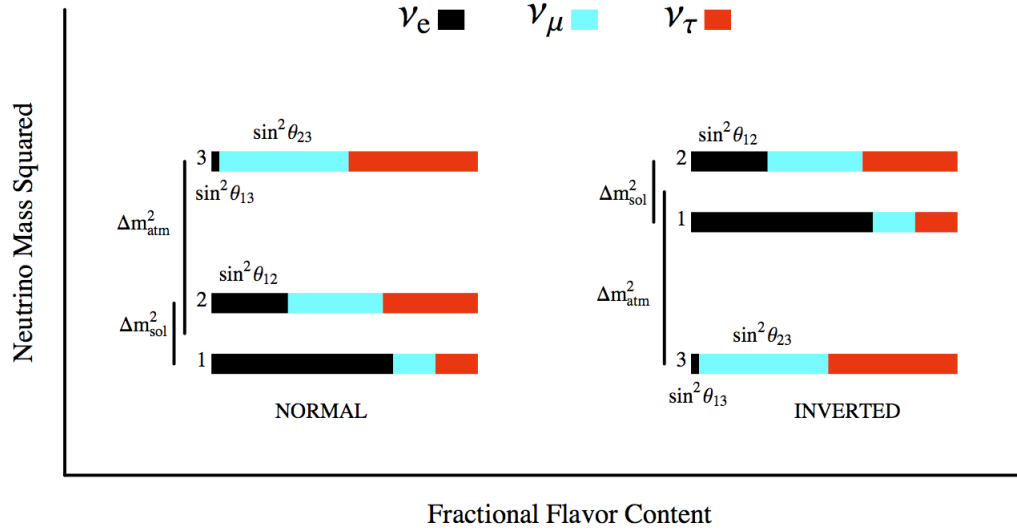 νe νμ ντ
Neutrino Mass Squared
sin²θ23
3
sin²θ13
Δm²atm
sin²θ12
2
Δm²sol
1
NORMAL
sin²θ12
2
Δm²sol
1
Δm²atm
sin²θ23
3
sin²θ13
INVERTED
Fractional Flavor Content